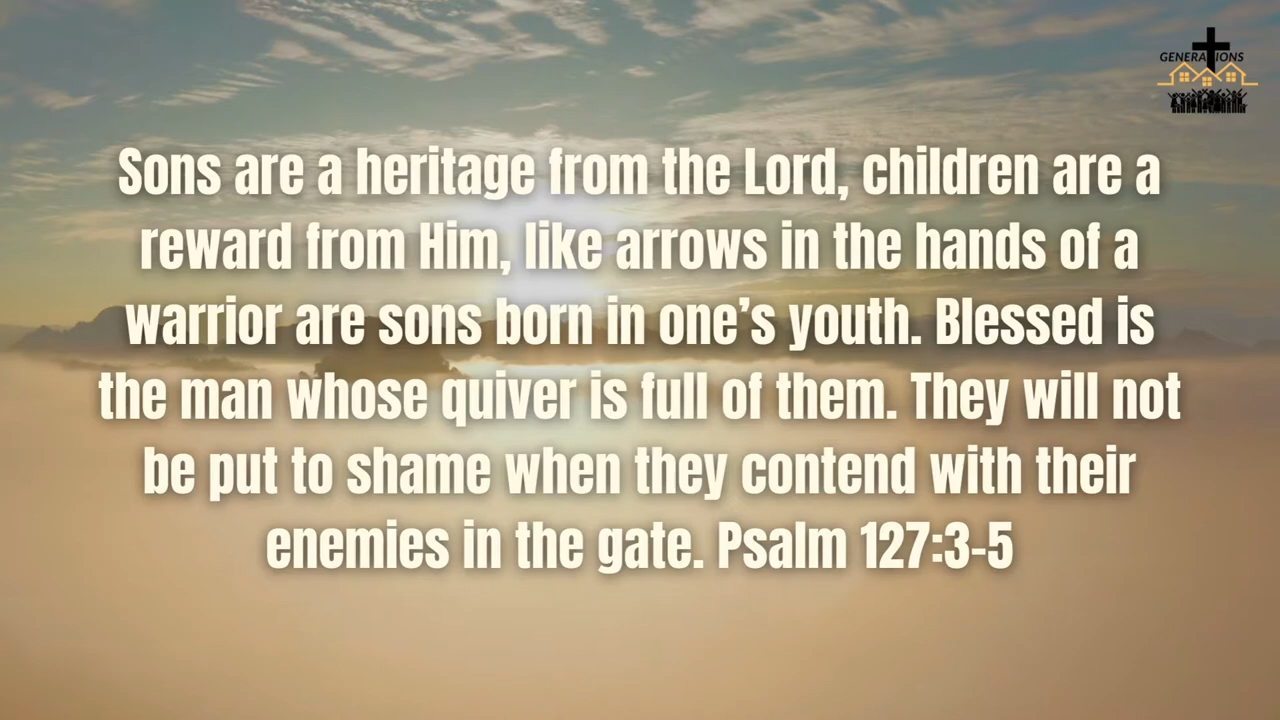 GENERATIONS
Sons are a heritage from the Lord, children are a
reward from Him, like arrows in the hands of a
warrior are sons born in one’s youth. Blessed is
the man whose quiver is full of them. They will not
be put to shame when they contend with their
enemies in the gate. Psalm 127:3-5